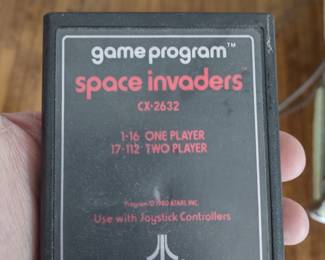 game program™
space invaders™
CX-2632
1-16 ONE PLAYER
17-112 TWO PLAYER
Program © 1980 ATARI, INC.
Use with Joystick Controllers